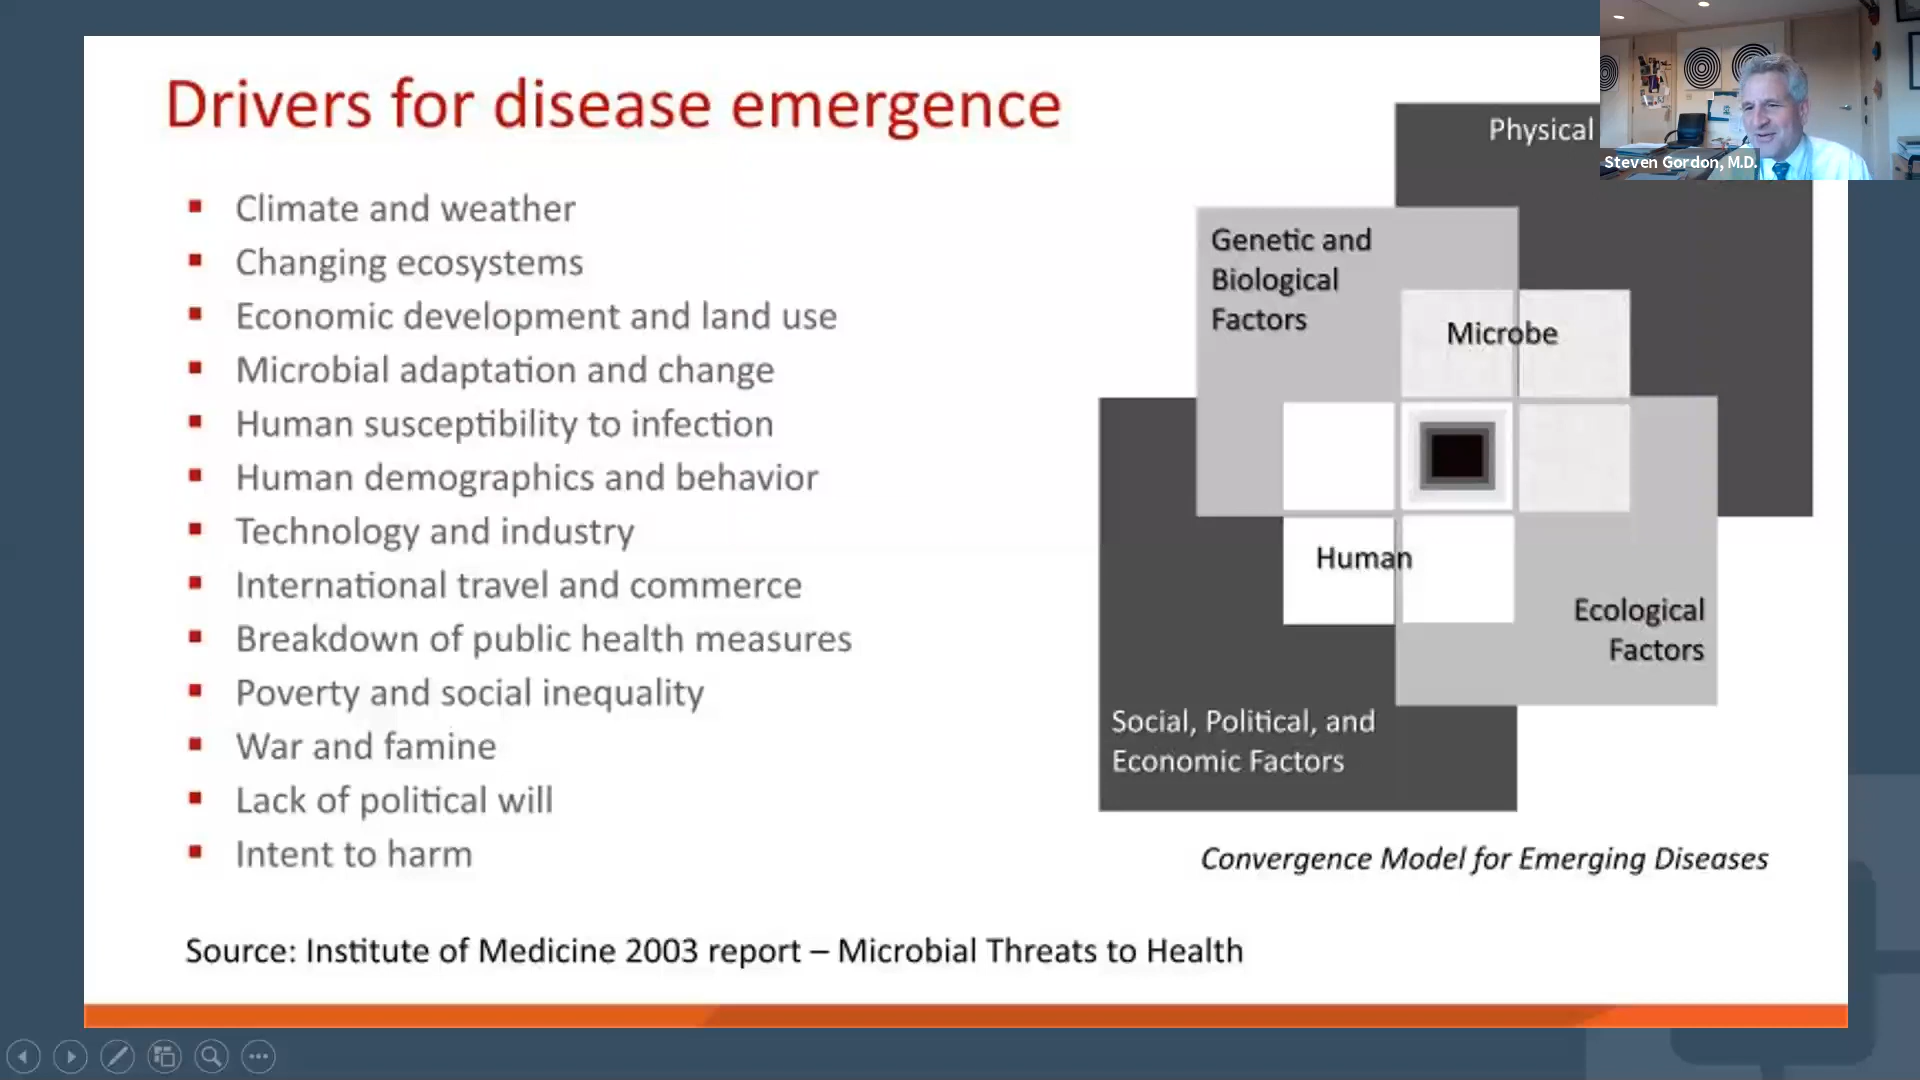 Drivers for disease emergence
Climate and weather
Changing ecosystems
Economic development and land use
Microbial adaptation and change
Human susceptibility to infection
Human demographics and behavior
Technology and industry
International travel and commerce
Breakdown of public health measures
Poverty and social inequality
War and famine
Lack of political will
Intent to harm
Source: Institute of Medicine 2003 report – Microbial Threats to Health
Physical
Genetic and
Biological
Factors
Microbe
Human
Ecological
Factors
Social, Political, and
Economic Factors
Convergence Model for Emerging Diseases
Steven Gordon, M.D.